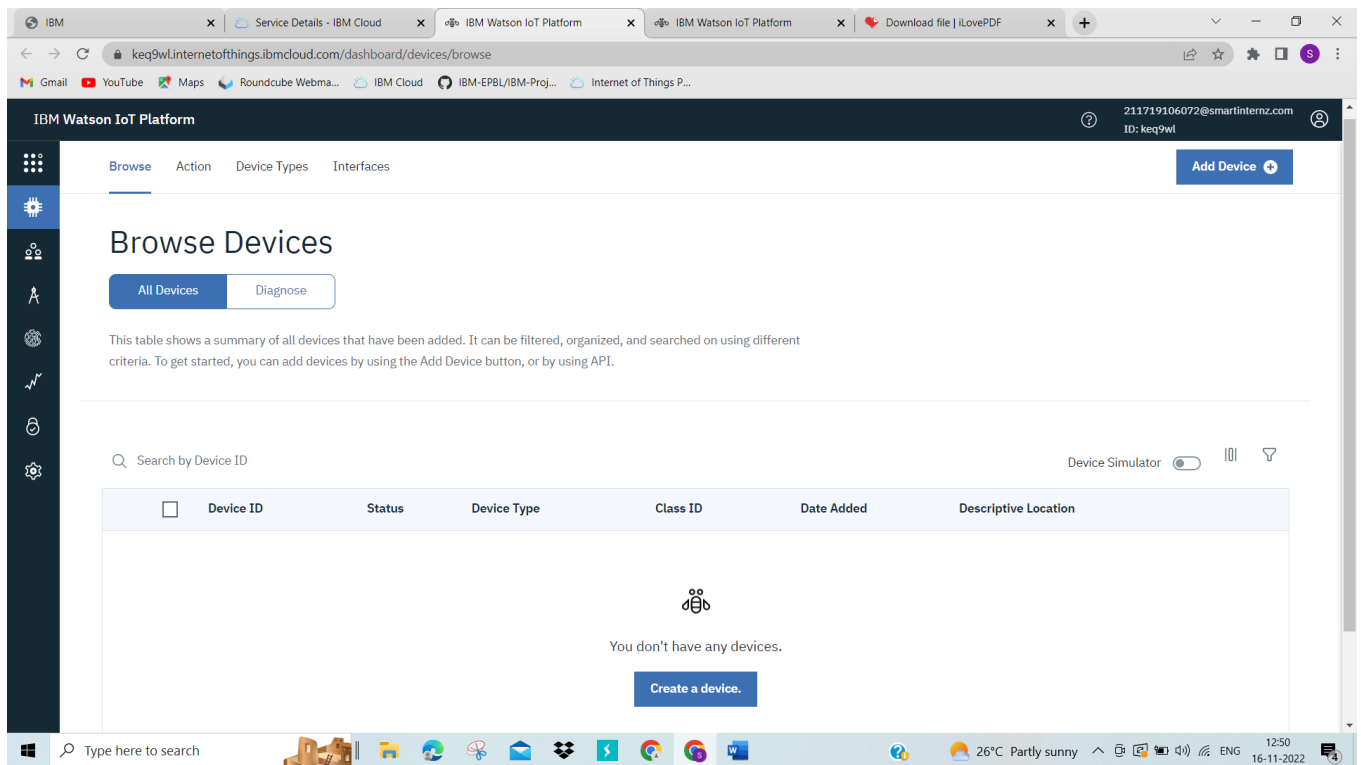 IBM
Service Details - IBM Cloud
IBM Watson IoT Platform
IBM Watson IoT Platform
Download file | iLovePDF
keq9wl.internetofthings.ibmcloud.com/dashboard/devices/browse
S
Gmail
YouTube
Maps
Roundcube Webma...
IBM Cloud
IBM-EPBL/IBM-Proj...
Internet of Things P...
IBM Watson IoT Platform
211719106072@smartinternz.com
ID: keq9wl
Browse
Action
Device Types
Interfaces
Add Device
Browse Devices
All Devices
Diagnose
This table shows a summary of all devices that have been added. It can be filtered, organized, and searched on using different
criteria. To get started, you can add devices by using the Add Device button, or by using API.
Search by Device ID
Device Simulator
Device ID
Status
Device Type
Class ID
Date Added
Descriptive Location
You don't have any devices.
Create a device.
Type here to search
26°C Partly sunny
ENG
12:50
16-11-2022
4